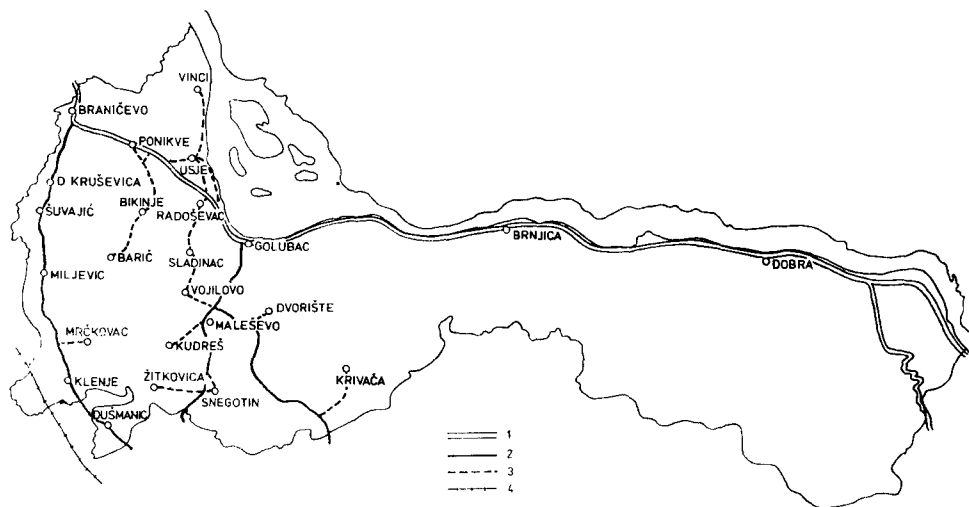 VINCI
BRANIČEVO
PONIKVE
USJE
D KRUŠEVICA
BIKINJE
RADOŠEVAC
ŠUVAJIĆ
GOLUBAC
BRNJICA
BARIČ
SLADINAC
DOBRA
MILJEVIC
VOJILOVO
DVORIŠTE
MALEŠEVO
MRČKOVAC
KUDREŠ
KLENJE
ŽITKOVICA
KRIVAČA
SNEGOTIN
DUŠMANIĆ
1
2
3
4